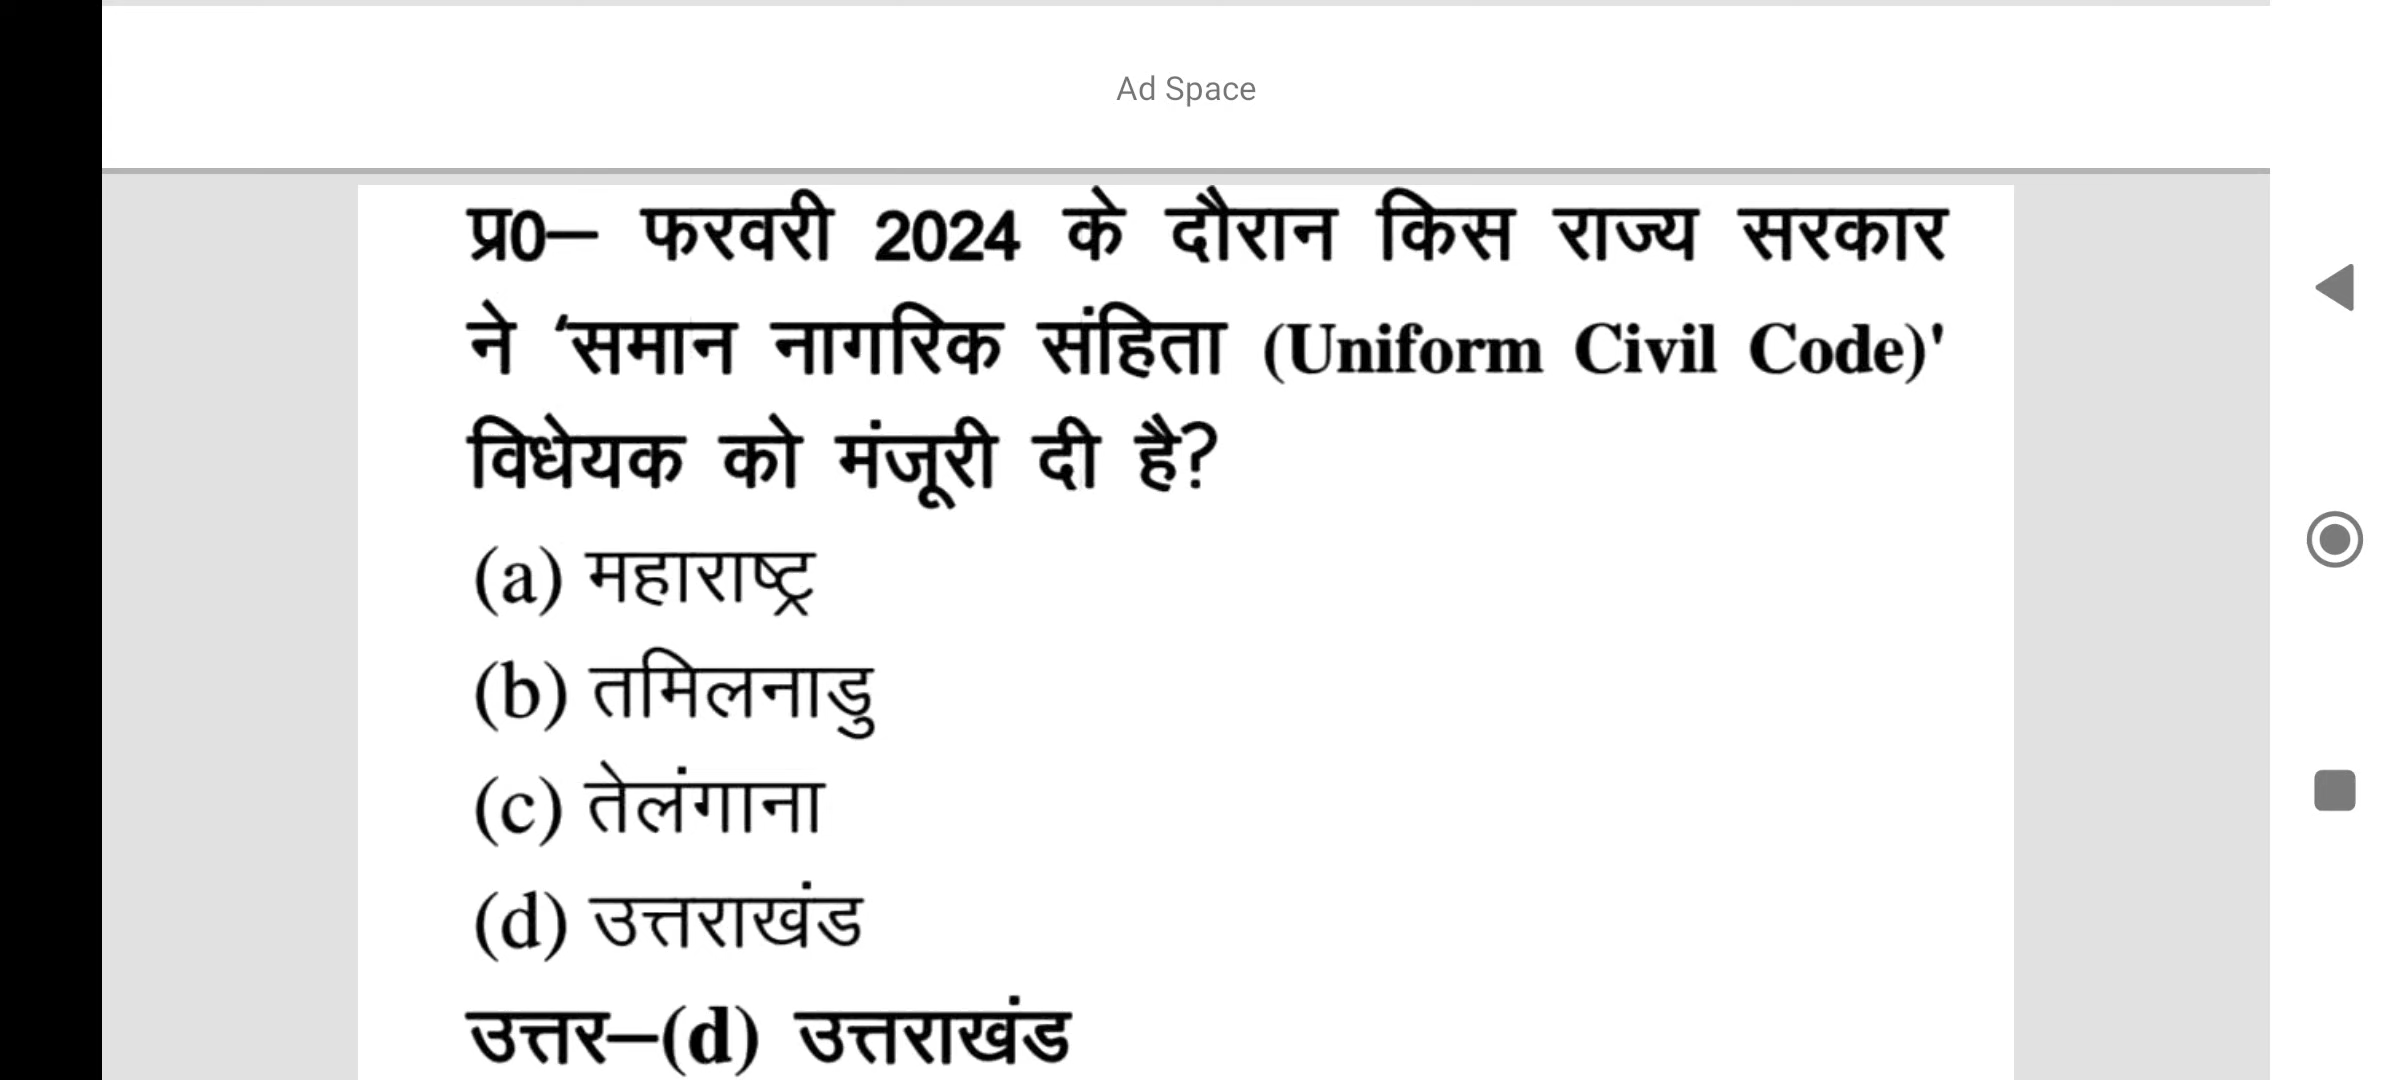 Ad Space
प्र0– फरवरी 2024 के दौरान किस राज्य सरकार
ने ‘समान नागरिक संहिता (Uniform Civil Code)'
विधेयक को मंजूरी दी है?
(a) महाराष्ट्र
(b) तमिलनाडु
(c) तेलंगाना
(d) उत्तराखंड
उत्तर–(d) उत्तराखंड